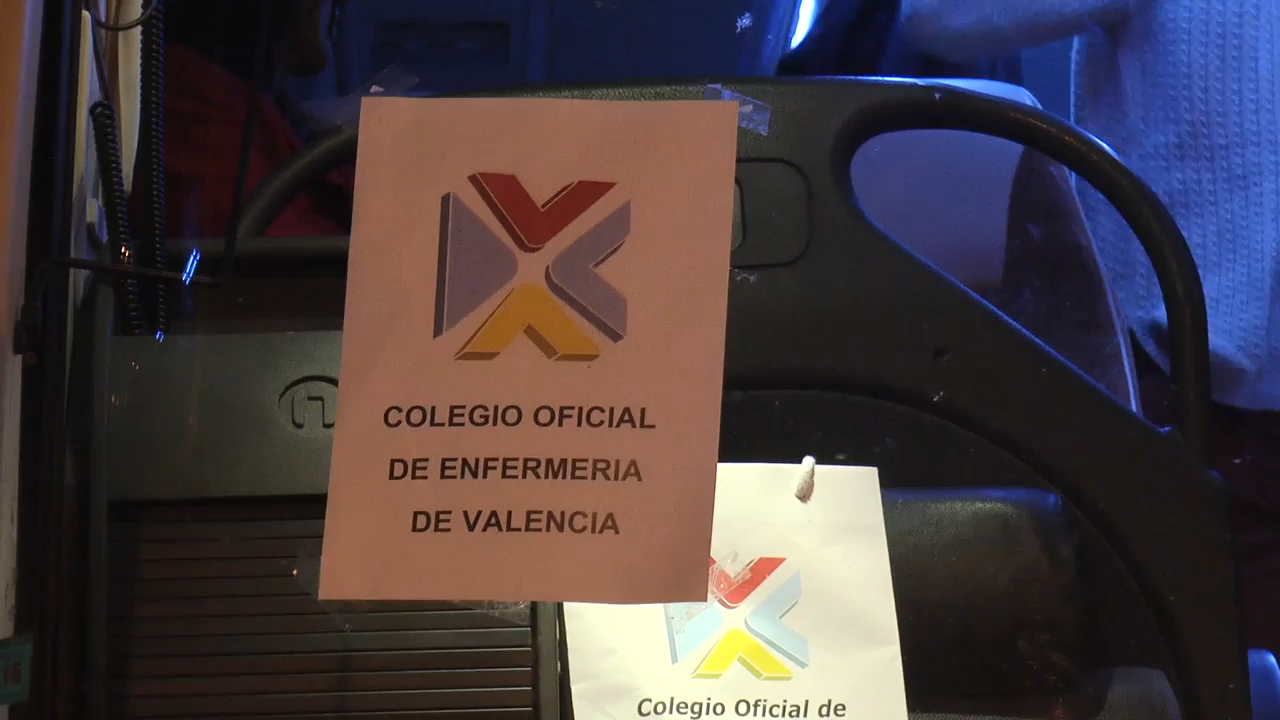 COLEGIO OFICIAL
DE ENFERMERIA
DE VALENCIA
Colegio Oficial de